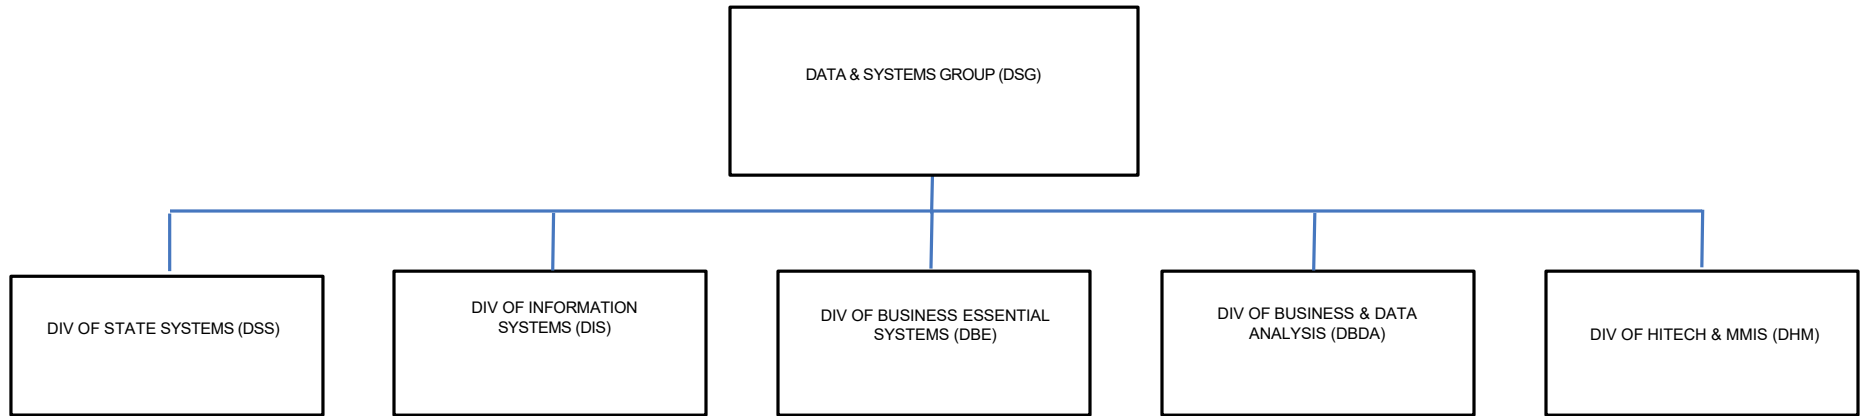 DATA & SYSTEMS GROUP (DSG)
DIV OF STATE SYSTEMS (DSS)
DIV OF INFORMATION
SYSTEMS (DIS)
DIV OF BUSINESS ESSENTIAL
SYSTEMS (DBE)
DIV OF BUSINESS & DATA
ANALYSIS (DBDA)
DIV OF HITECH & MMIS (DHM)